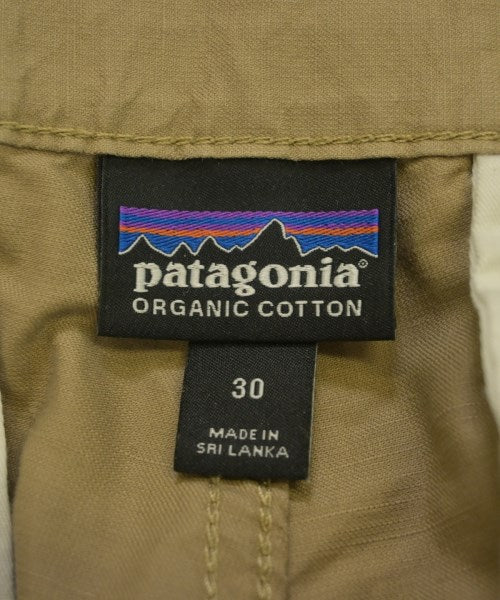 patagonia®
ORGANIC COTTON
30
MADE IN
SRI LANKA